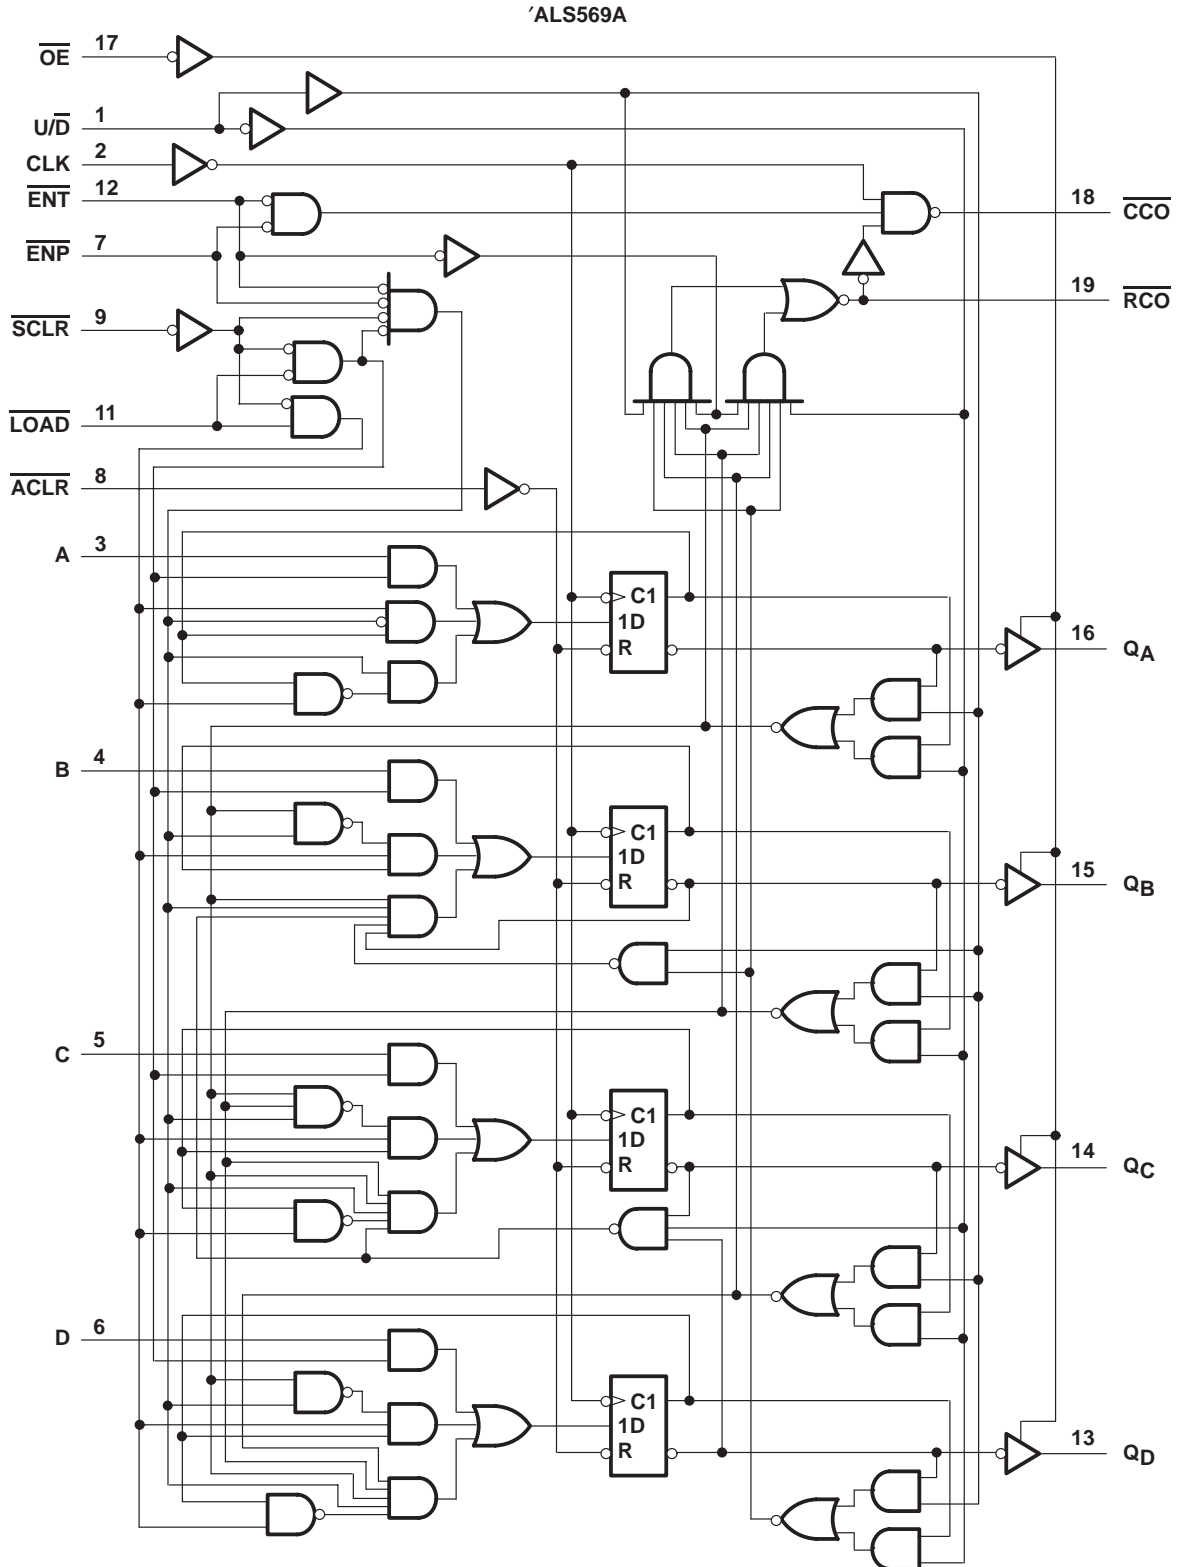 ′ALS569A
OE 17
U/D 1
CLK 2
ENT 12
18 CCO
ENP 7
19 RCO
SCLR 9
LOAD 11
ACLR 8
A 3
C1
1D
R
16 QA
B 4
C1
1D
R
15 QB
C 5
C1
1D
R
14 QC
D 6
C1
1D
R
13 QD